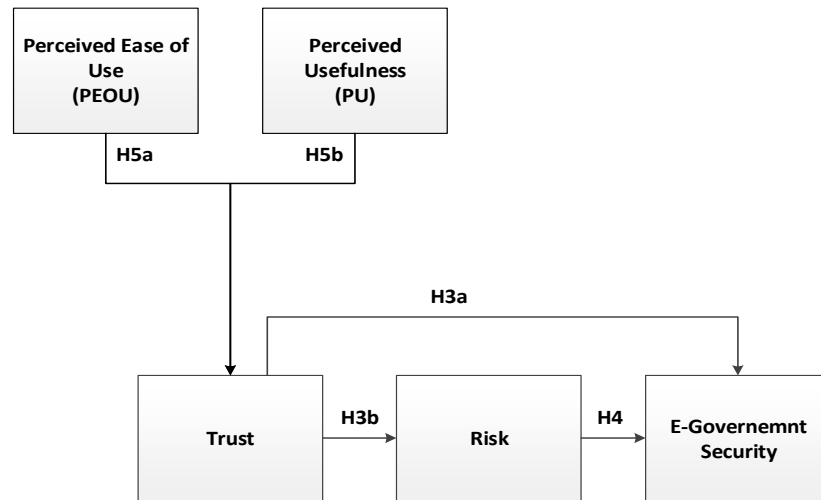 Perceived Ease of
Use
(PEOU)
Perceived
Usefulness
(PU)
H5a
H5b
H3a
Trust
H3b
Risk
H4
E-Governemnt
Security